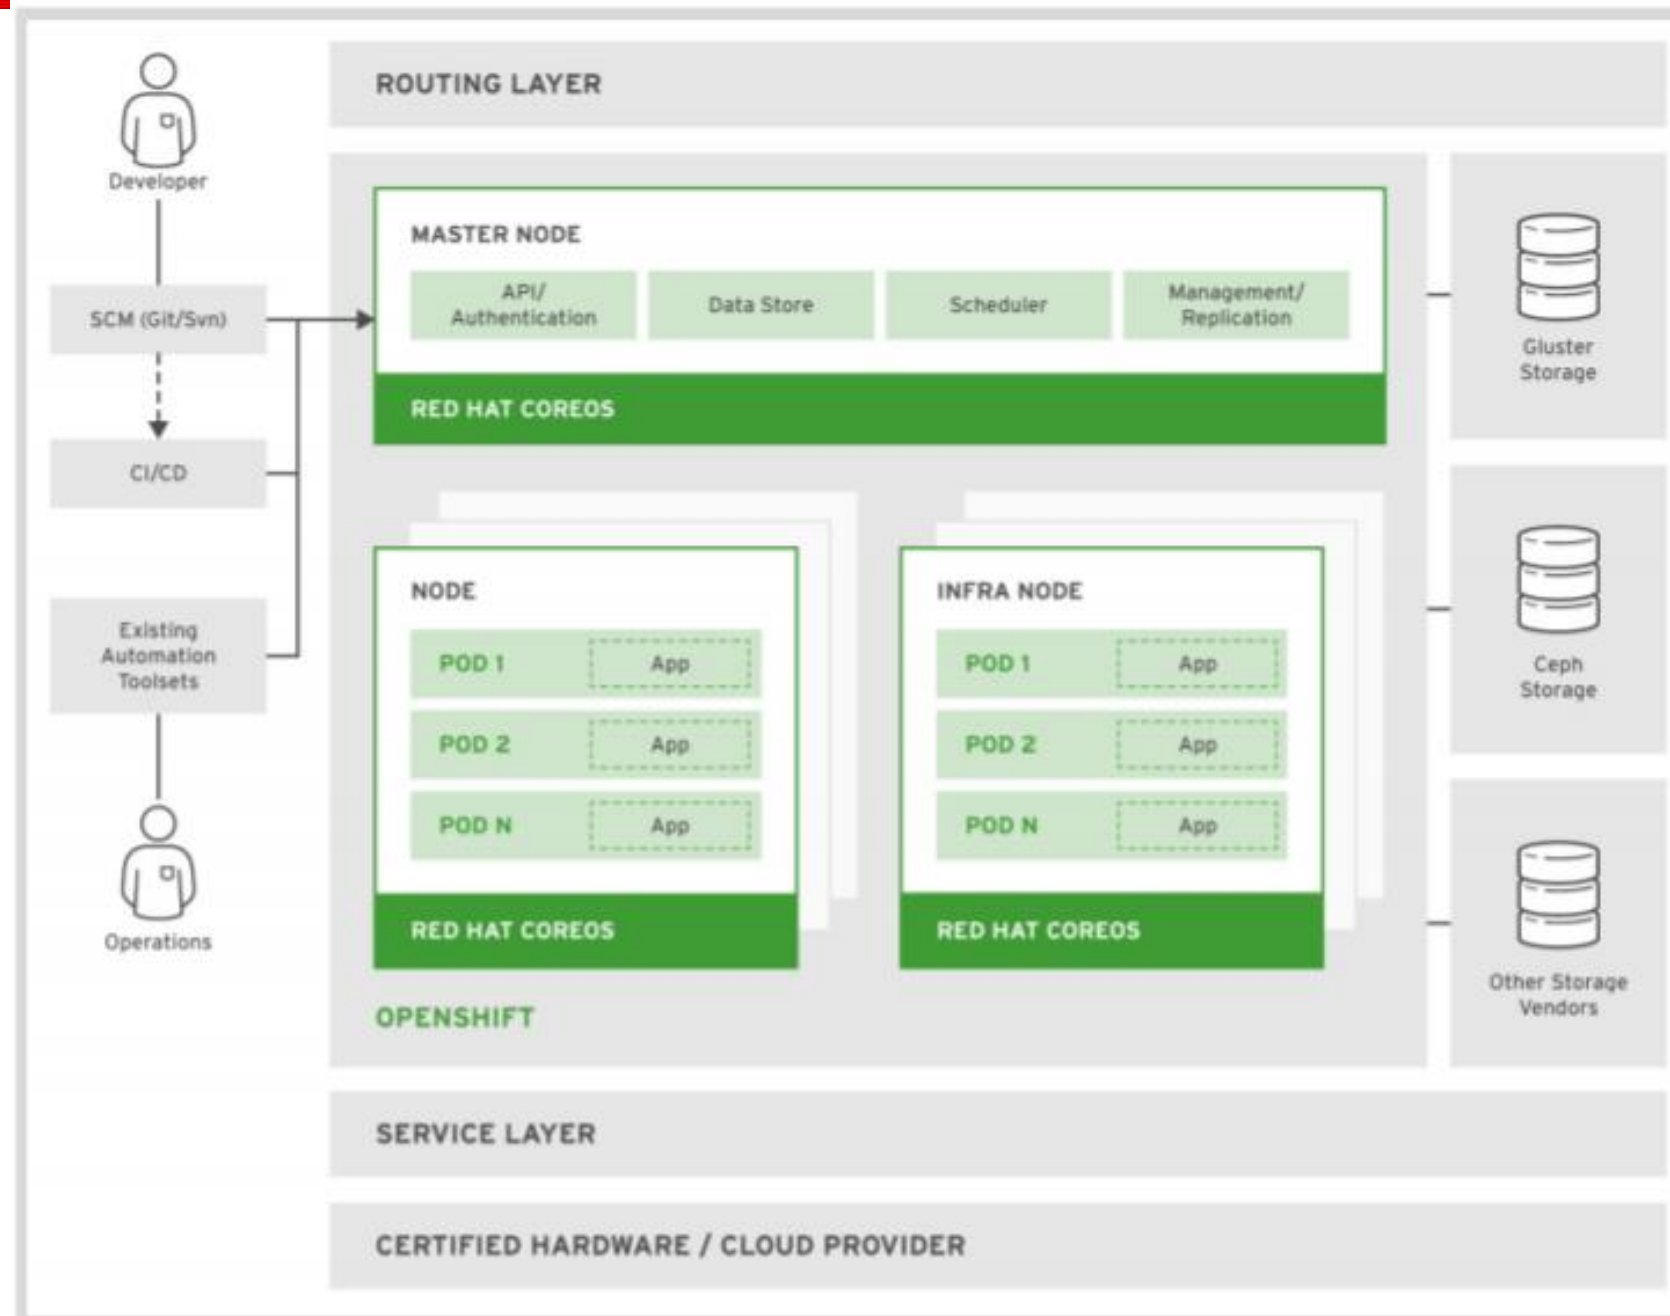 ROUTING LAYER
Developer
SCM (Git/Svn)
CI/CD
Existing
Automation
Toolsets
Operations
MASTER NODE
API/
Authentication
Data Store
Scheduler
Management/
Replication
RED HAT COREOS
NODE
POD 1 App
POD 2 App
POD N App
RED HAT COREOS
INFRA NODE
POD 1 App
POD 2 App
POD N App
RED HAT COREOS
OPENSHIFT
Gluster
Storage
Ceph
Storage
Other Storage
Vendors
SERVICE LAYER
CERTIFIED HARDWARE / CLOUD PROVIDER